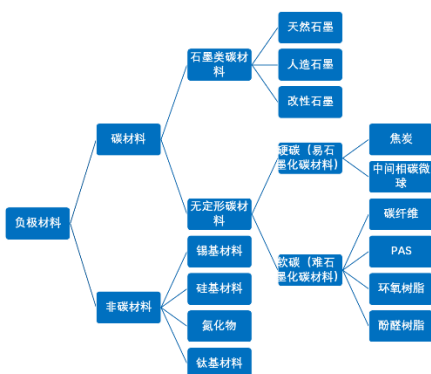 天然石墨
石墨类碳材
料
人造石墨
改性石墨
碳材料
焦炭
硬碳（易石
墨化碳材料）
中间相碳微
球
无定形碳材
料
碳纤维
负极材料
锡基材料
PAS
软碳（难石
墨化碳材料）
硅基材料
环氧树脂
非碳材料
氮化物
酚醛树脂
钛基材料